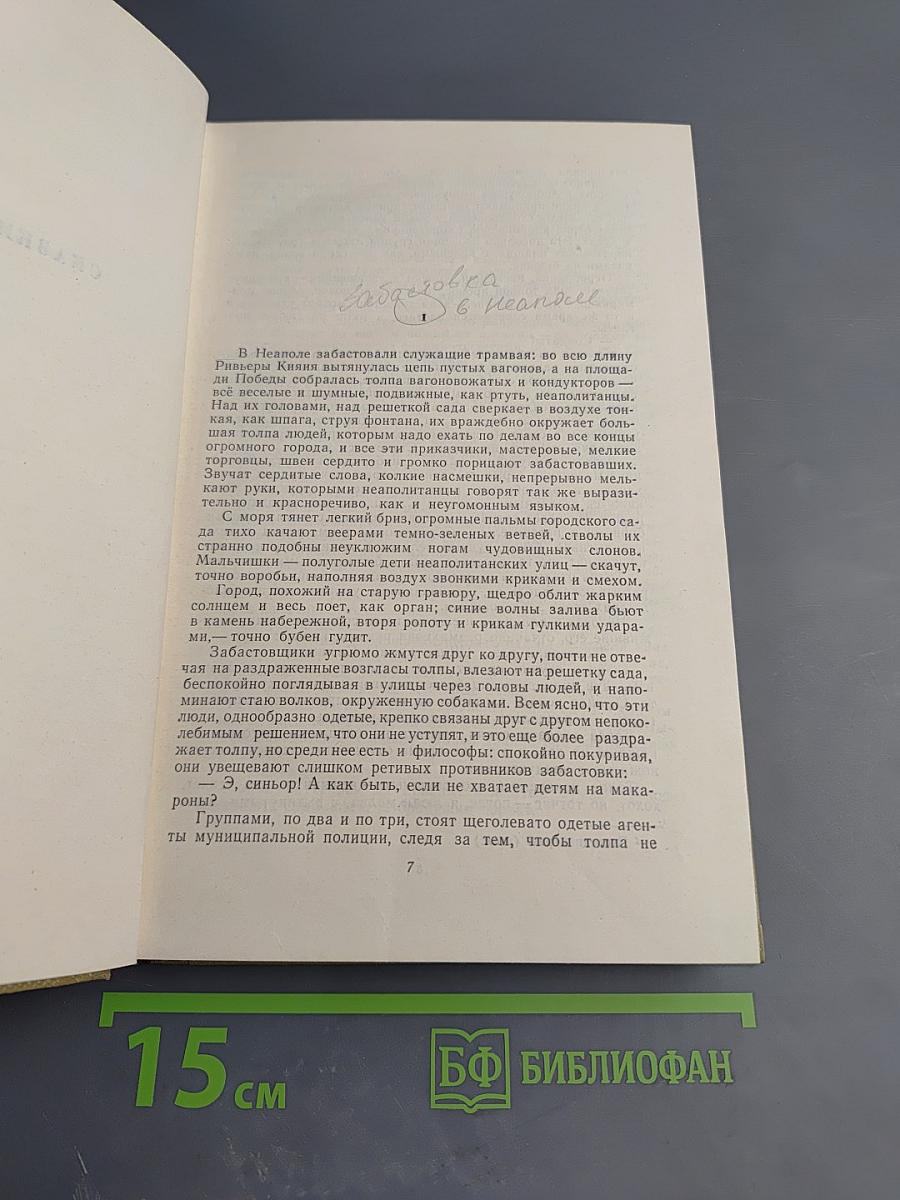 Забастовка
в Неаполе
I
В Неаполе забастовали служащие трамвая: во всю длину
Ривьеры Кияия вытянулась цепь пустых вагонов, а на площа-
ди Победы собралась толпа вагоновожатых и кондукторов —
всё веселые и шумные, подвижные, как ртуть, неаполитанцы.
Над их головами, над решеткой сада сверкает в воздухе тон-
кая, как шпага, струя фонтана, их враждебно окружает боль-
шая толпа людей, которым надо ехать по делам во все концы
огромного города, и все эти приказчики, мастеровые, мелкие
торговцы, швеи сердито и громко порицают забастовавших.
Звучат сердитые слова, колкие насмешки, непрерывно мель-
кают руки, которыми неаполитанцы говорят так же вырази-
тельно и красноречиво, как и неугомонным языком.
С моря тянет легкий бриз, огромные пальмы городского са-
да тихо качают веерами темно-зеленых ветвей, стволы их
странно подобны неуклюжим ногам чудовищных слонов.
Мальчишки — полуголые дети неаполитанских улиц — скачут,
точно воробьи, наполняя воздух звонкими криками и смехом.
Город, похожий на старую гравюру, щедро облит жарким
солнцем и весь поет, как орган; синие волны залива бьют
в камень набережной, вторя ропоту и крикам гулкими удара-
ми,— точно бубен гудит.
Забастовщики угрюмо жмутся друг ко другу, почти не отве-
чая на раздраженные возгласы толпы, влезают на решетку сада,
беспокойно поглядывая в улицы через головы людей, и напо-
минают стаю волков, окруженную собаками. Всем ясно, что эти
люди, однообразно одетые, крепко связаны друг с другом непоко-
лебимым решением, что они не уступят, и это еще более раздра-
жает толпу, но среди нее есть и философы: спокойно покуривая,
они увещевают слишком ретивых противников забастовки:
— Э, синьор! А как быть, если не хватает детям на мака-
роны?
Группами, по два и по три, стоят щеголевато одетые аген-
ты муниципальной полиции, следя за тем, чтобы толпа не
7
15 см
БФ БИБЛИОФАН